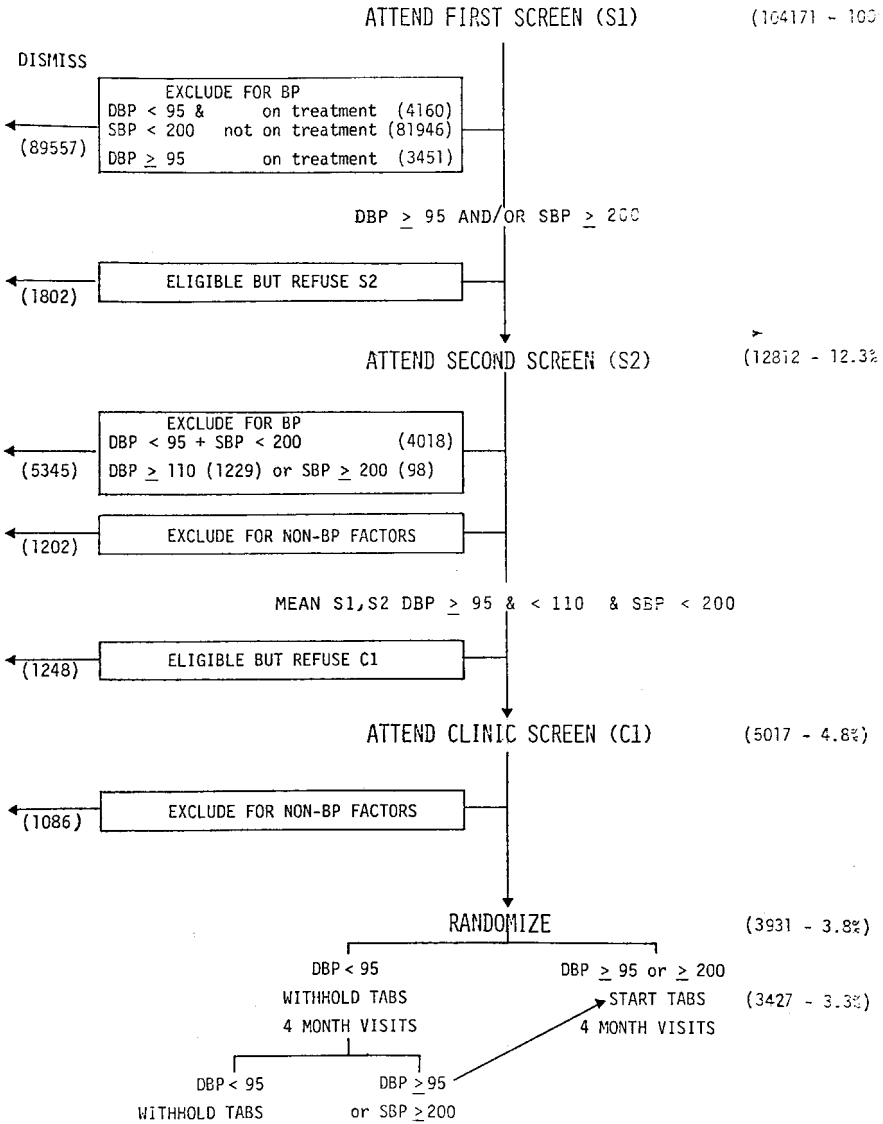 ATTEND FIRST SCREEN (S1) (104171 - 100
DISMISS
EXCLUDE FOR BP
DBP < 95 & on treatment (4160)
SBP < 200 not on treatment (81946)
DBP ≥ 95 on treatment (3451)
(89557)
DBP ≥ 95 AND/OR SBP ≥ 200
ELIGIBLE BUT REFUSE S2
(1802)
ATTEND SECOND SCREEN (S2) (12812 - 12.3%
EXCLUDE FOR BP
DBP < 95 + SBP < 200 (4018)
DBP ≥ 110 (1229) or SBP ≥ 200 (98)
(5345)
EXCLUDE FOR NON-BP FACTORS
(1202)
MEAN S1,S2 DBP ≥ 95 & < 110 & SBP < 200
ELIGIBLE BUT REFUSE C1
(1248)
ATTEND CLINIC SCREEN (C1) (5017 - 4.8%)
EXCLUDE FOR NON-BP FACTORS
(1086)
RANDOMIZE (3931 - 3.8%)
DBP < 95 DBP ≥ 95 or ≥ 200
WITHHOLD TABS START TABS (3427 - 3.3%)
4 MONTH VISITS 4 MONTH VISITS
DBP < 95 DBP ≥ 95
WITHHOLD TABS or SBP ≥ 200